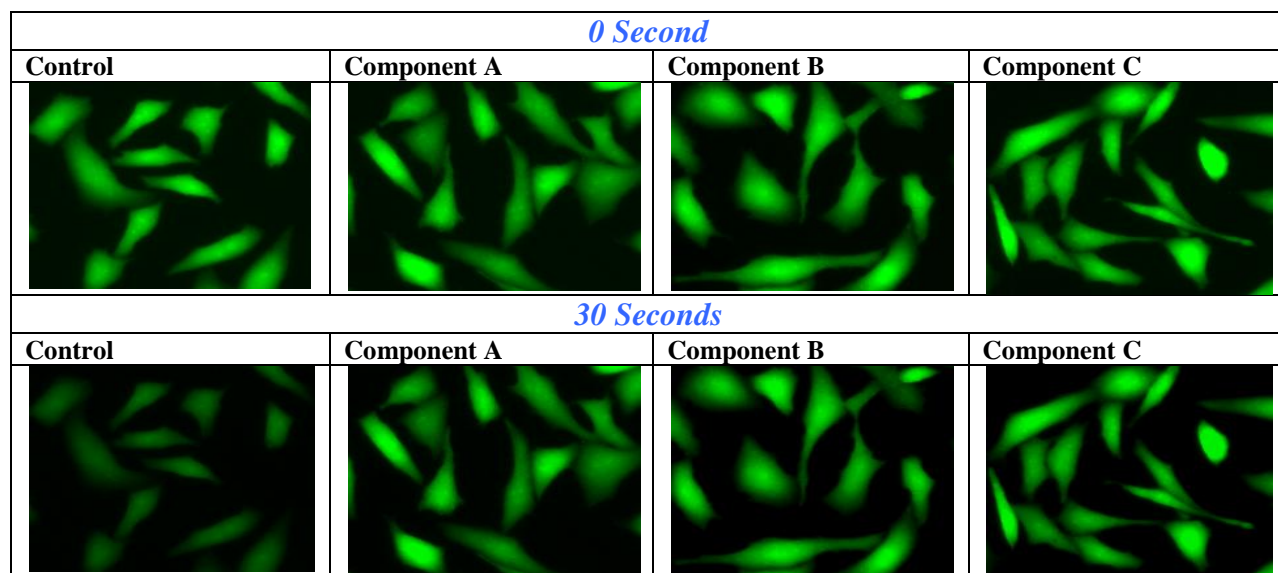 0 Second
Control Component A Component B Component C
30 Seconds
Control Component A Component B Component C